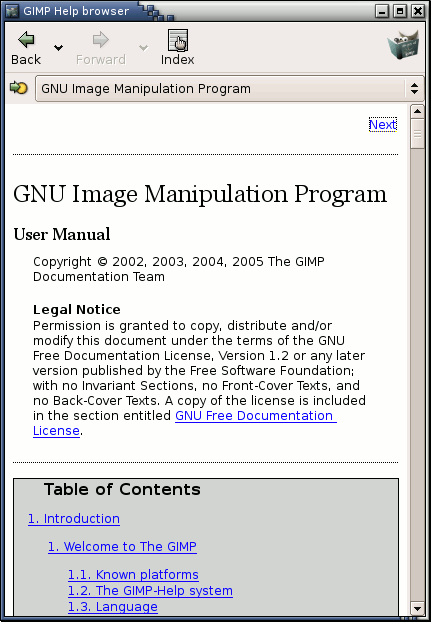 GIMP Help browser
Back
Forward
Index
GNU Image Manipulation Program
Next
GNU Image Manipulation Program
User Manual
Copyright © 2002, 2003, 2004, 2005 The GIMP
Documentation Team
Legal Notice
Permission is granted to copy, distribute and/or
modify this document under the terms of the GNU
Free Documentation License, Version 1.2 or any later
version published by the Free Software Foundation;
with no Invariant Sections, no Front-Cover Texts, and
no Back-Cover Texts. A copy of the license is included
in the section entitled GNU Free Documentation
License.
Table of Contents
1. Introduction
1. Welcome to The GIMP
1.1. Known platforms
1.2. The GIMP-Help system
1.3. Language